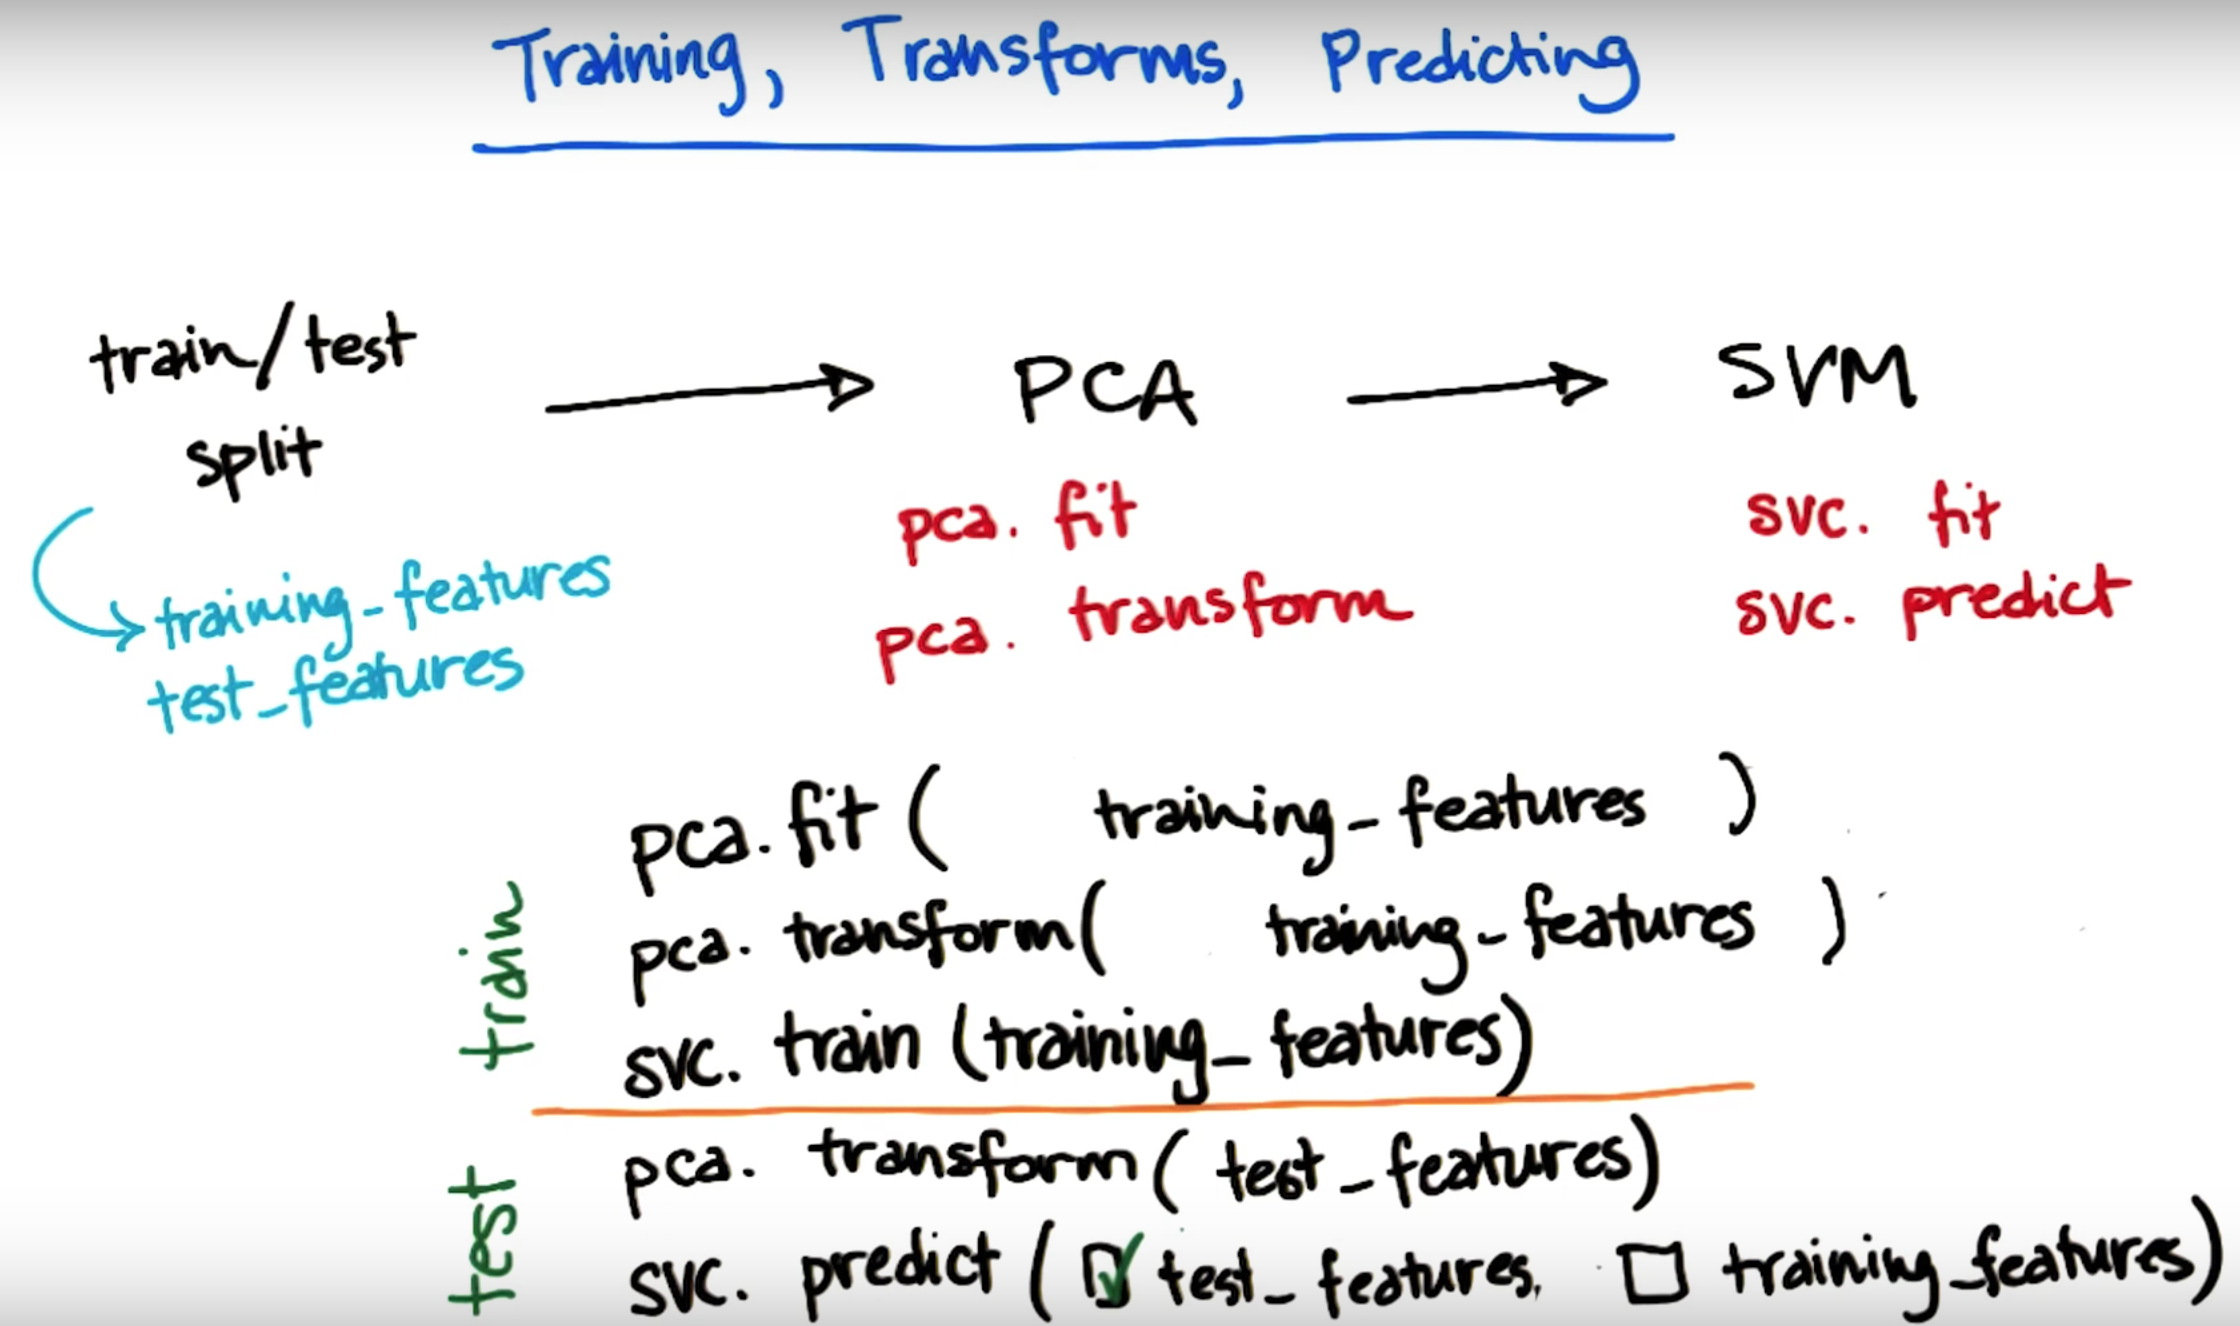 Training, Transforms, Predicting
train/test
split
PCA
SVM
training_features
test_features
pca. fit
pca. transform
svc. fit
svc. predict
train
pca. fit ( training_features )
pca. transform ( training_features )
svc. train (training_features)
test
pca. transform ( test_features)
svc. predict ( test_features, training_features)